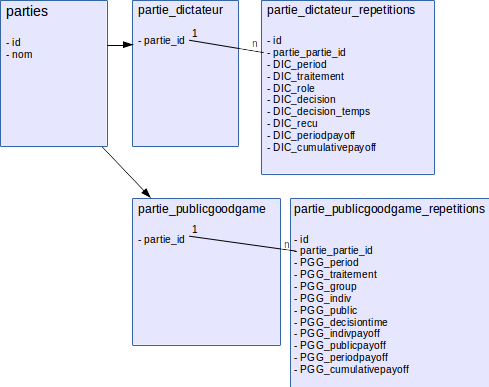 parties
- id
- nom
partie_dictateur
- partie_id
1
n
partie_dictateur_repetitions
- id
- partie_partie_id
- DIC_period
- DIC_traitement
- DIC_role
- DIC_decision
- DIC_decision_temps
- DIC_recu
- DIC_periodpayoff
- DIC_cumulativepayoff
partie_publicgoodgame
- partie_id
1
n
partie_publicgoodgame_repetitions
- id
- partie_partie_id
- PGG_period
- PGG_traitement
- PGG_group
- PGG_indiv
- PGG_public
- PGG_decisiontime
- PGG_indivpayoff
- PGG_publicpayoff
- PGG_periodpayoff
- PGG_cumulativepayoff